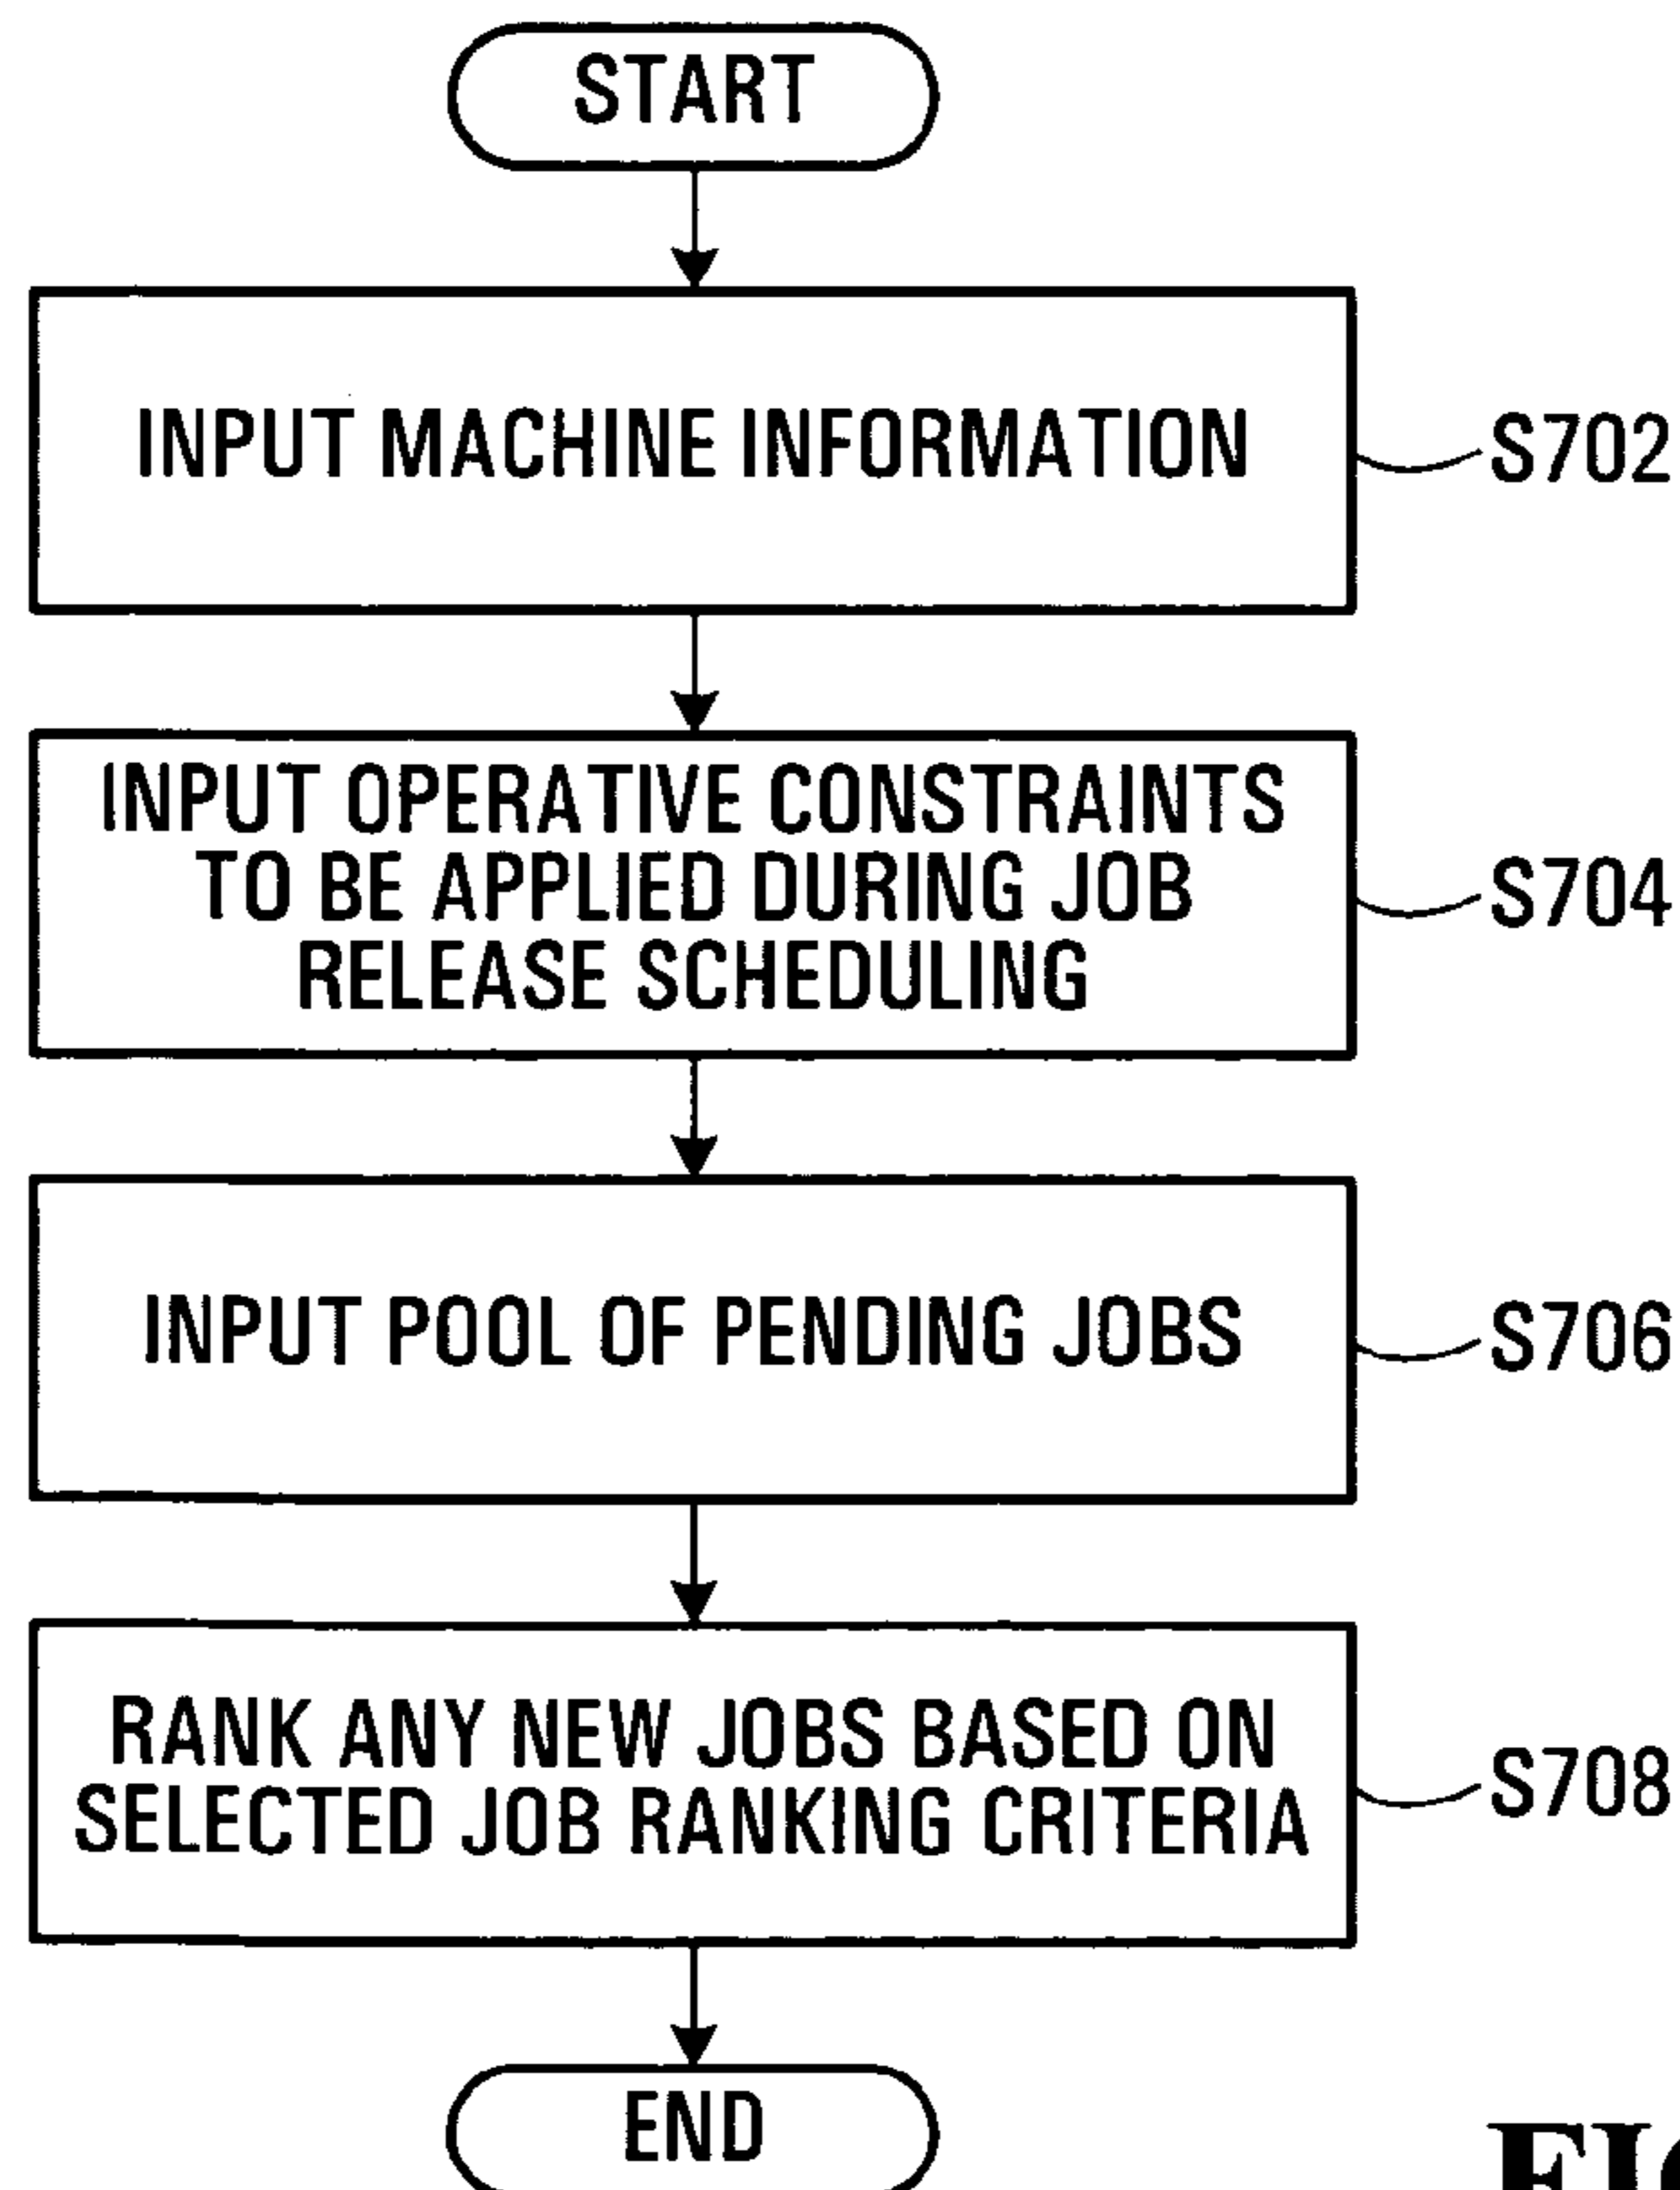 START
INPUT MACHINE INFORMATION
S702
INPUT OPERATIVE CONSTRAINTS
TO BE APPLIED DURING JOB
RELEASE SCHEDULING
S704
INPUT POOL OF PENDING JOBS
S706
RANK ANY NEW JOBS BASED ON
SELECTED JOB RANKING CRITERIA
S708
END